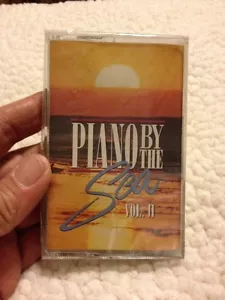 PIANO BY THE
Sea
VOL. II